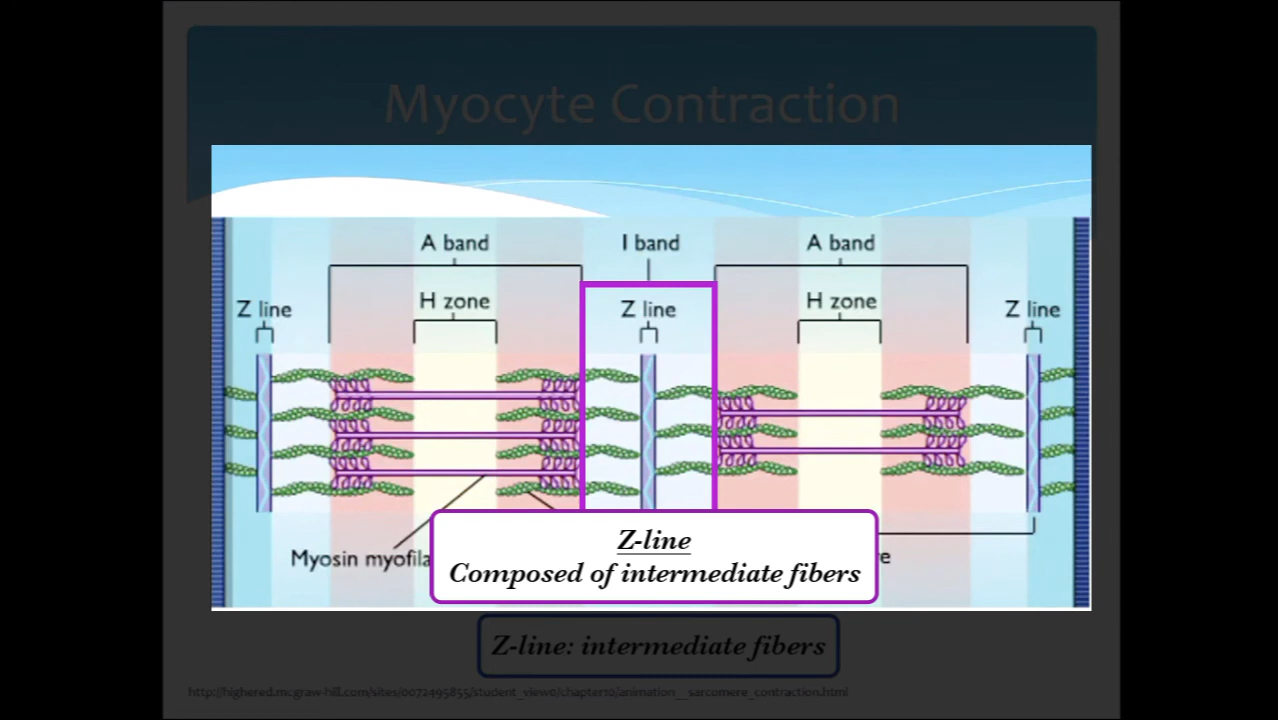 Myocyte Contraction
A band
I band
A band
H zone
H zone
Z line
Z line
Z line
Myosin myofila
e
Z-line
Composed of intermediate fibers
Z-line: intermediate fibers
http://highered.mcgraw-hill.com/sites/0072495855/student_view0/chapter10/animation__sarcomere_contraction.html